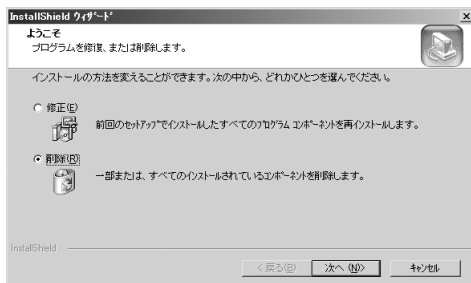 InstallShield ウィザード
ようこそ
プログラムを修復、または削除します。
インストールの方法を変えることができます。次の中から、どれかひとつを選んでください。
修正(E)
前回のセットアップでインストールしたすべてのプログラム コンポーネントを再インストールします。
削除(R)
一部または、すべてのインストールされているコンポーネントを削除します。
InstallShield
< 戻る(B)
次へ (N)>
キャンセル